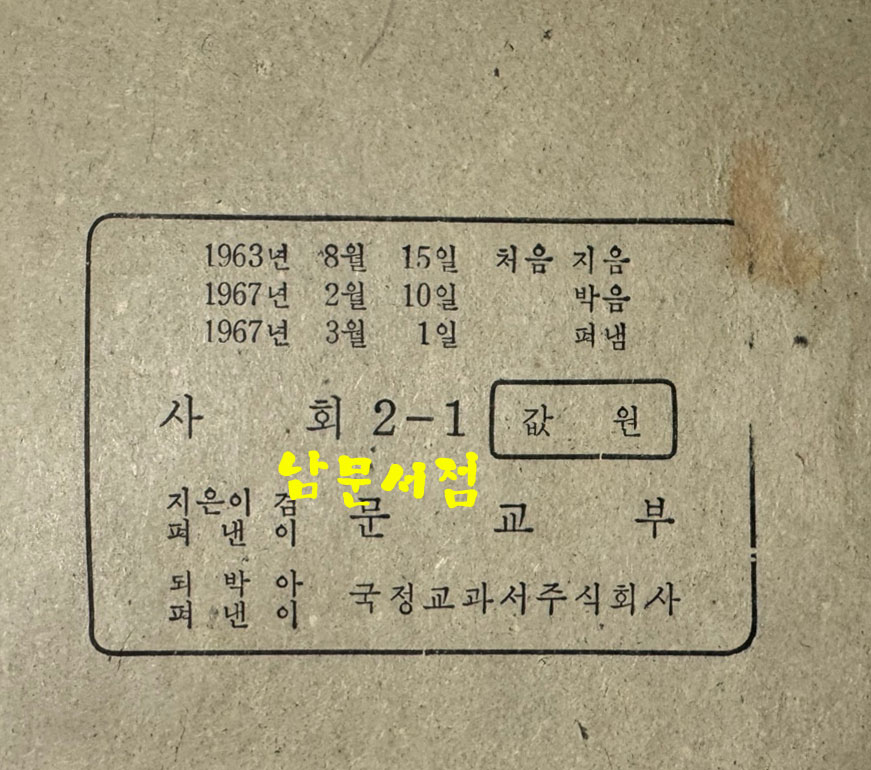 1963년 8월 15일 처음 지음
1967년 2월 10일 박음
1967년 3월 1일 펴냄
사 회 2-1 값 원
남문서점
지은이 겸
펴 낸 이
문 교 부
되 박 아
펴 낸 이
국정교과서주식회사